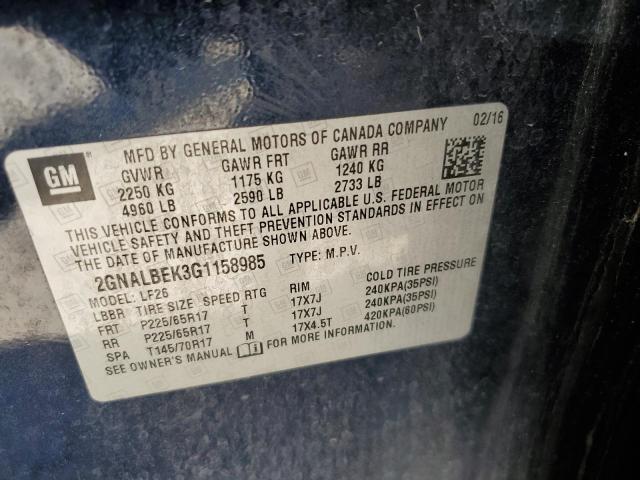 02/16
GM
MFD BY GENERAL MOTORS OF CANADA COMPANY
GVWR GAWR FRT GAWR RR
2250 KG 1175 KG 1240 KG
4960 LB 2590 LB 2733 LB
THIS VEHICLE CONFORMS TO ALL APPLICABLE U.S. FEDERAL MOTOR
VEHICLE SAFETY AND THEFT PREVENTION STANDARDS IN EFFECT ON
THE DATE OF MANUFACTURE SHOWN ABOVE.
2GNALBEK3G1158985 TYPE: M.P.V.
MODEL: LF26
LBBR TIRE SIZE SPEED RTG RIM COLD TIRE PRESSURE
FRT P225/65R17 T 17X7J 240KPA(35PSI)
RR P225/65R17 T 17X7J 240KPA(35PSI)
SPA T145/70R17 M 17X4.5T 420KPA(60PSI)
SEE OWNER'S MANUAL FOR MORE INFORMATION.